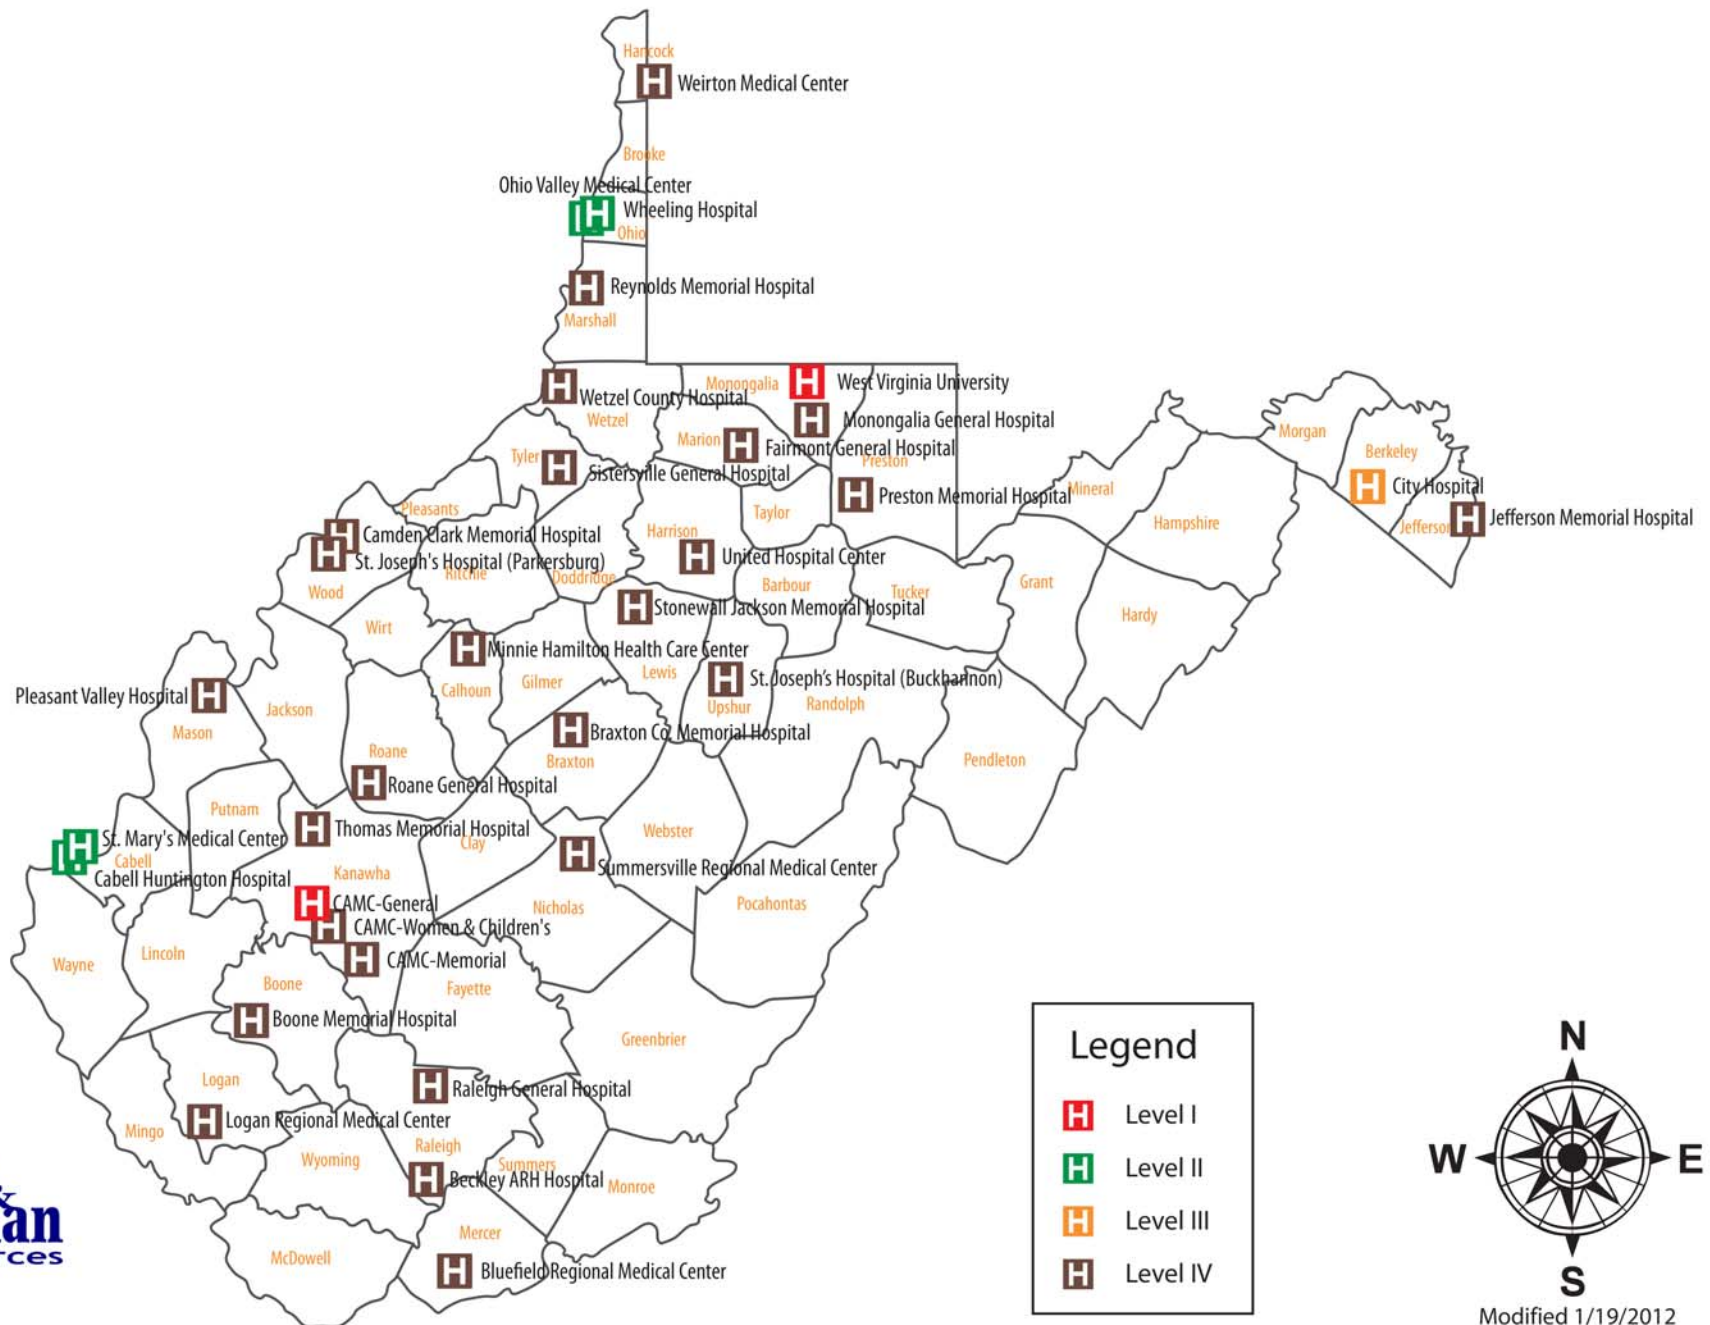 Hancock
Weirton Medical Center
Brooke
Ohio Valley Medical Center
Wheeling Hospital
Ohio
Reynolds Memorial Hospital
Marshall
Monongalia
West Virginia University
Wetzel County Hospital
Wetzel
Monongalia General Hospital
Marion
Fairmont General Hospital
Preston
Morgan
Berkeley
Tyler
Sistersville General Hospital
Preston Memorial Hospital
Mineral
City Hospital
Pleasants
Taylor
Hampshire
Jefferson
Jefferson Memorial Hospital
Camden Clark Memorial Hospital
Harrison
St. Joseph's Hospital (Parkersburg)
United Hospital Center
Ritchie
Doddridge
Barbour
Tucker
Grant
Wood
Stonewall Jackson Memorial Hospital
Hardy
Wirt
Minnie Hamilton Health Care Center
Lewis
St. Joseph's Hospital (Buckhannon)
Calhoun
Gilmer
Pleasant Valley Hospital
Jackson
Upshur
Randolph
Mason
Braxton Co. Memorial Hospital
Roane
Braxton
Pendleton
Roane General Hospital
Putnam
Thomas Memorial Hospital
Webster
St. Mary's Medical Center
Clay
Cabell
Kanawha
Summersville Regional Medical Center
Cabell Huntington Hospital
CAMC-General
Nicholas
Pocahontas
CAMC-Women & Children's
Lincoln
Wayne
CAMC-Memorial
Boone
Fayette
Boone Memorial Hospital
Greenbrier
Logan
Raleigh General Hospital
Logan Regional Medical Center
Mingo
Raleigh
Wyoming
Summers
Beckley ARH Hospital
Monroe
Mercer
McDowell
Bluefield Regional Medical Center
Legend
H Level I
H Level II
H Level III
H Level IV
N
W E
S
Modified 1/19/2012